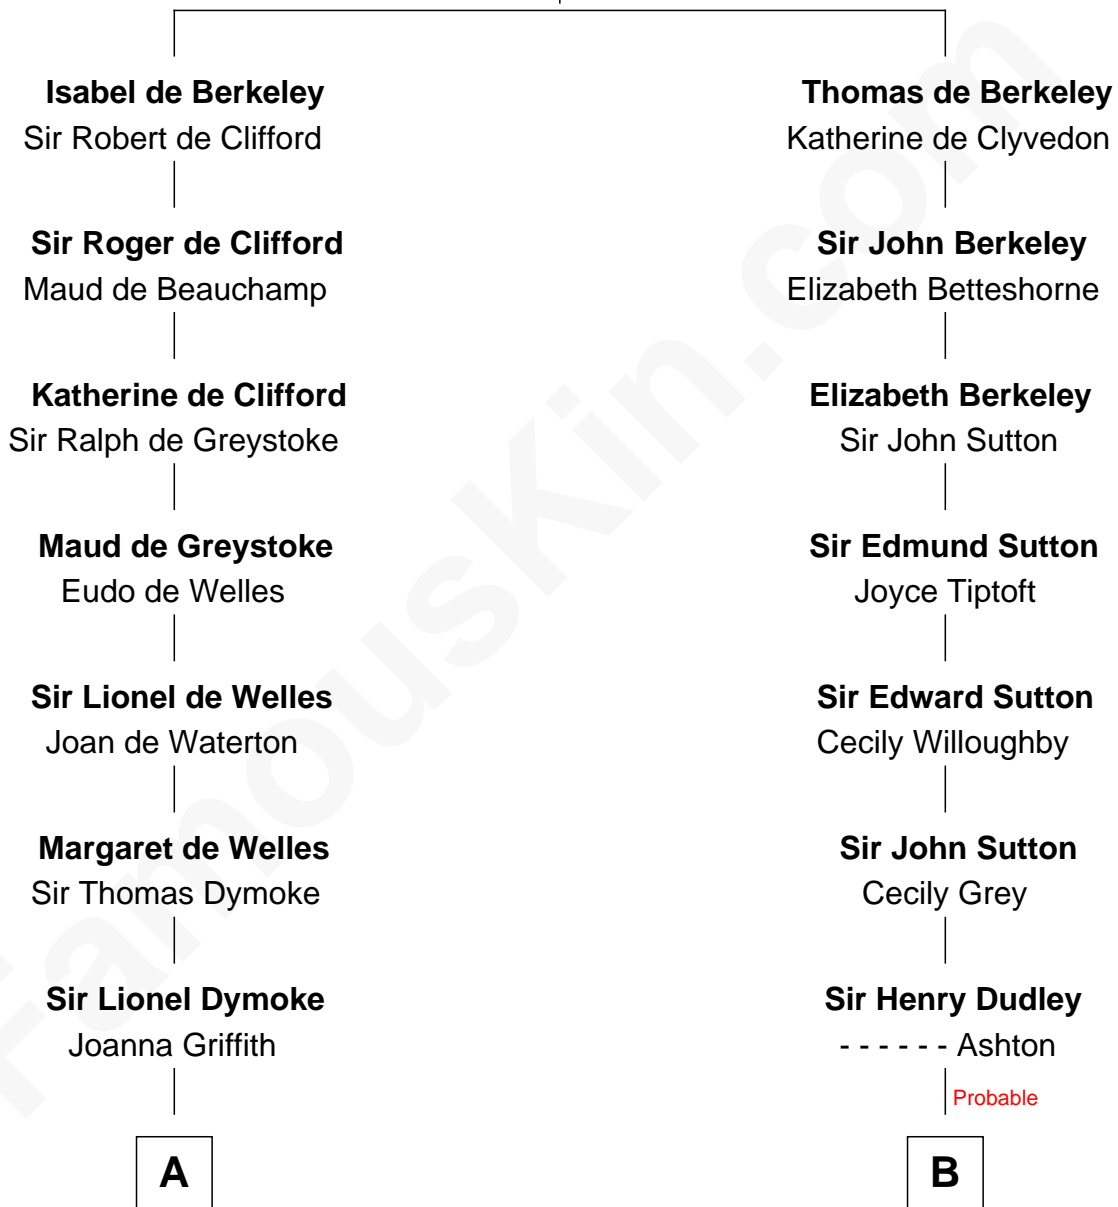 Isabel de Berkeley
Sir Robert de Clifford
Sir Roger de Clifford
Maud de Beauchamp
Katherine de Clifford
Sir Ralph de Greystoke
Maud de Greystoke
Eudo de Welles
Sir Lionel de Welles
Joan de Waterton
Margaret de Welles
Sir Thomas Dymoke
Sir Lionel Dymoke
Joanna Griffith
A
Thomas de Berkeley
Katherine de Clyvedon
Sir John Berkeley
Elizabeth Betteshorne
Elizabeth Berkeley
Sir John Sutton
Sir Edmund Sutton
Joyce Tiptoft
Sir Edward Sutton
Cecily Willoughby
Sir John Sutton
Cecily Grey
Sir Henry Dudley
- - - - - - Ashton
Probable
B
FamousKin.com